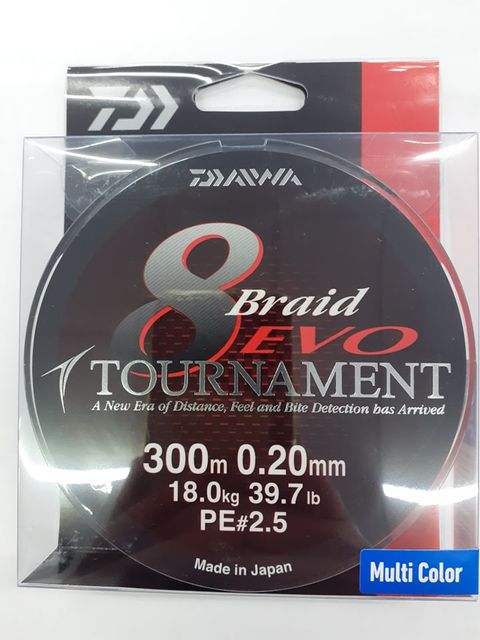 DAIWA
8 Braid
EVO
TOURNAMENT
A New Era of Distance, Feel and Bite Detection has Arrived
300m 0.20mm
18.0kg 39.7lb
PE#2.5
Made in Japan
Multi Color